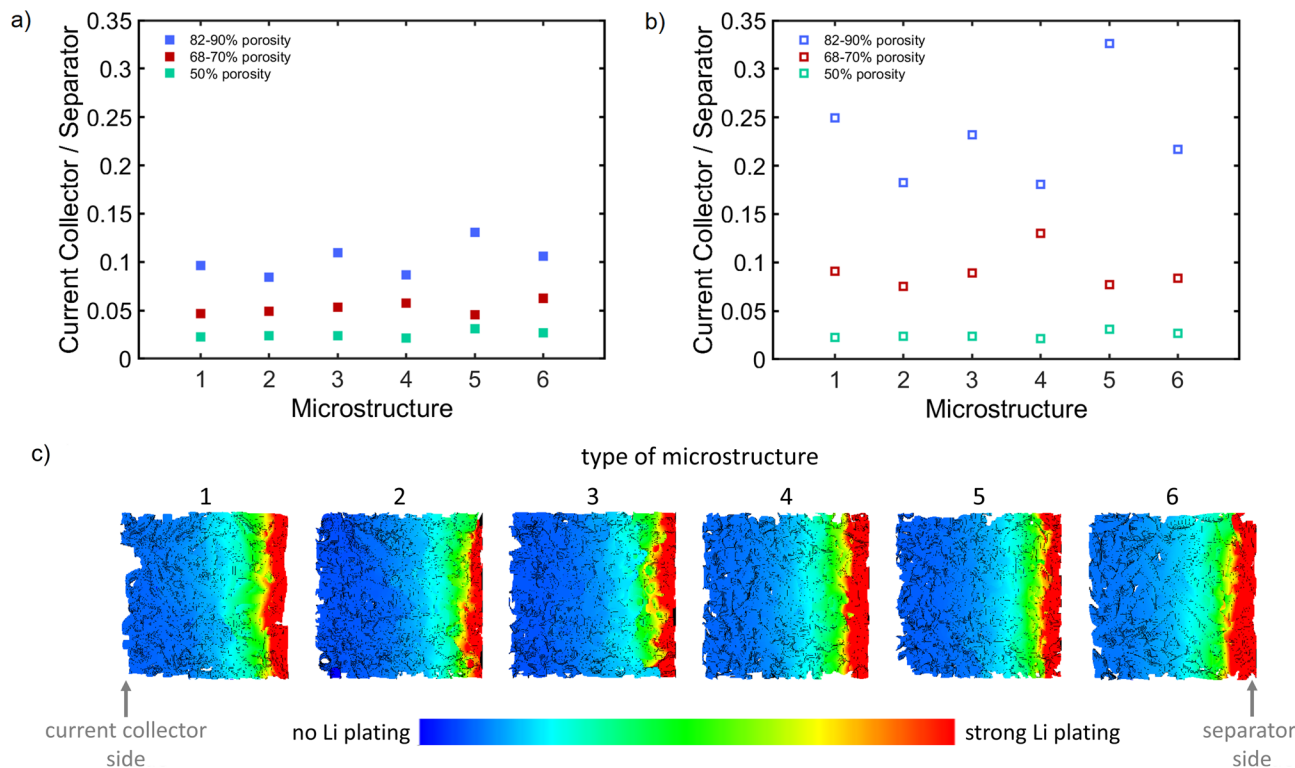 a)
Current Collector / Separator
0.35
0.3
0.25
0.2
0.15
0.1
0.05
0
82-90% porosity
68-70% porosity
50% porosity
1 2 3 4 5 6
Microstructure
b)
Current Collector / Separator
0.35
0.3
0.25
0.2
0.15
0.1
0.05
0
82-90% porosity
68-70% porosity
50% porosity
1 2 3 4 5 6
Microstructure
c)
type of microstructure
1 2 3 4 5 6
current collector
side
no Li plating
strong Li plating
separator
side